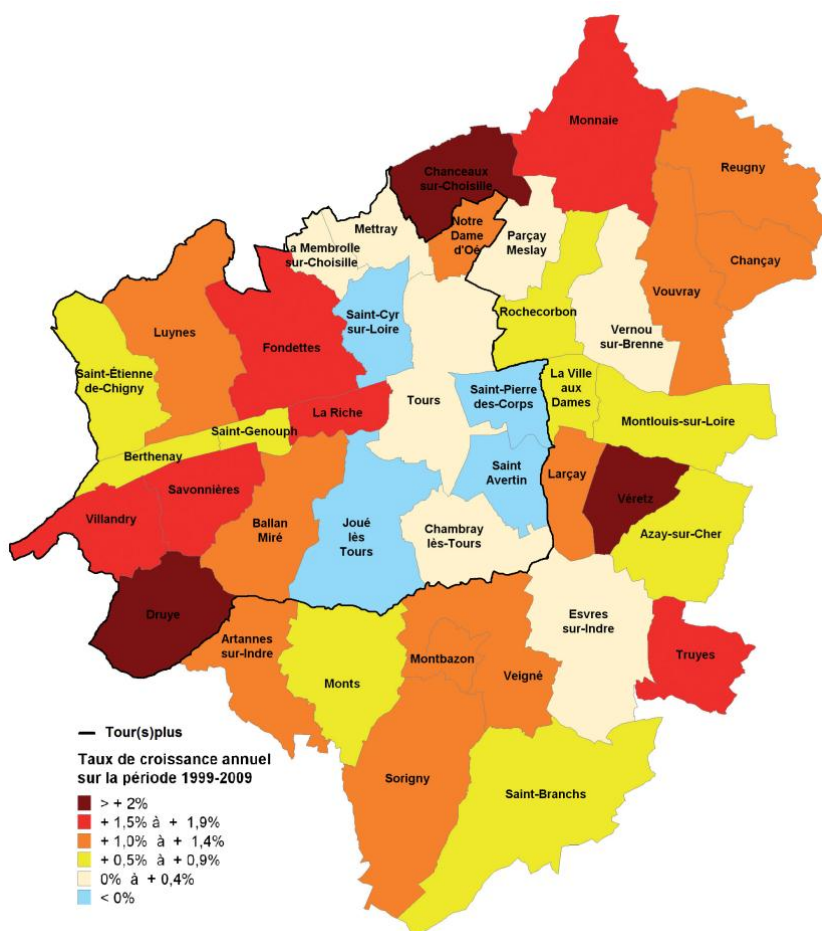 Monnaie
Reugny
Chanceaux
sur-Choisille
Notre
Dame
d'Oé
Parçay
Meslay
Mettray
La Membrolle
sur-Choisille
Chançay
Vouvray
Saint-Cyr
sur-Loire
Rochecorbon
Vernou
sur-Brenne
Luynes
Fondettes
Saint-Étienne
de-Chigny
La Ville
aux
Dames
Saint-Pierre
des-Corps
Tours
La Riche
Montlouis-sur-Loire
Saint-Genouph
Berthenay
Saint
Avertin
Larçay
Véretz
Savonnières
Villandry
Ballan
Miré
Joué
lès
Tours
Chambray
lès-Tours
Azay-sur-Cher
Druye
Artannes
sur-Indre
Esvres
sur-Indre
Truyes
Montbazon
Veigné
Monts
Sorigny
Saint-Branchs
Tour(s)plus
Taux de croissance annuel
sur la période 1999-2009
> + 2%
+ 1,5% à + 1,9%
+ 1,0% à + 1,4%
+ 0,5% à + 0,9%
0% à + 0,4%
< 0%